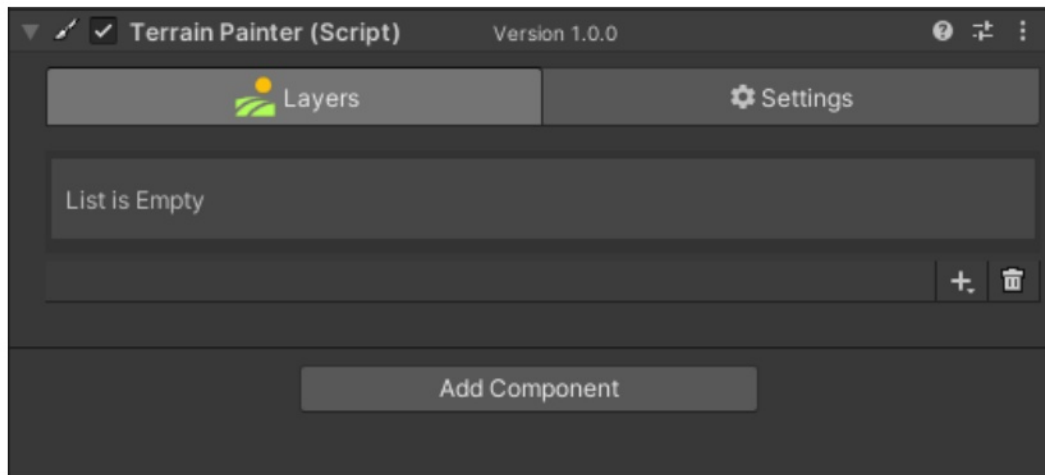 Terrain Painter (Script) Version 1.0.0
Layers Settings
List is Empty
Add Component